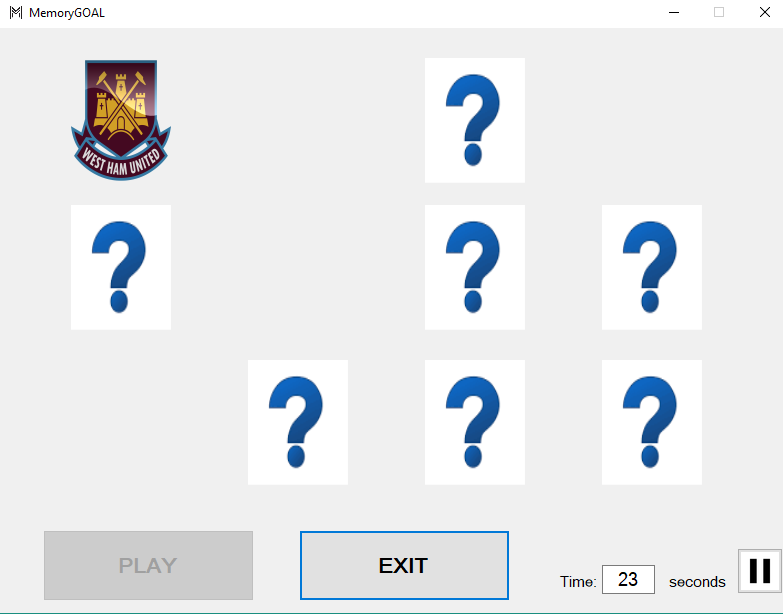 MemoryGOAL
WEST HAM UNITED
?
?
?
?
?
?
?
PLAY
EXIT
Time: 23 seconds